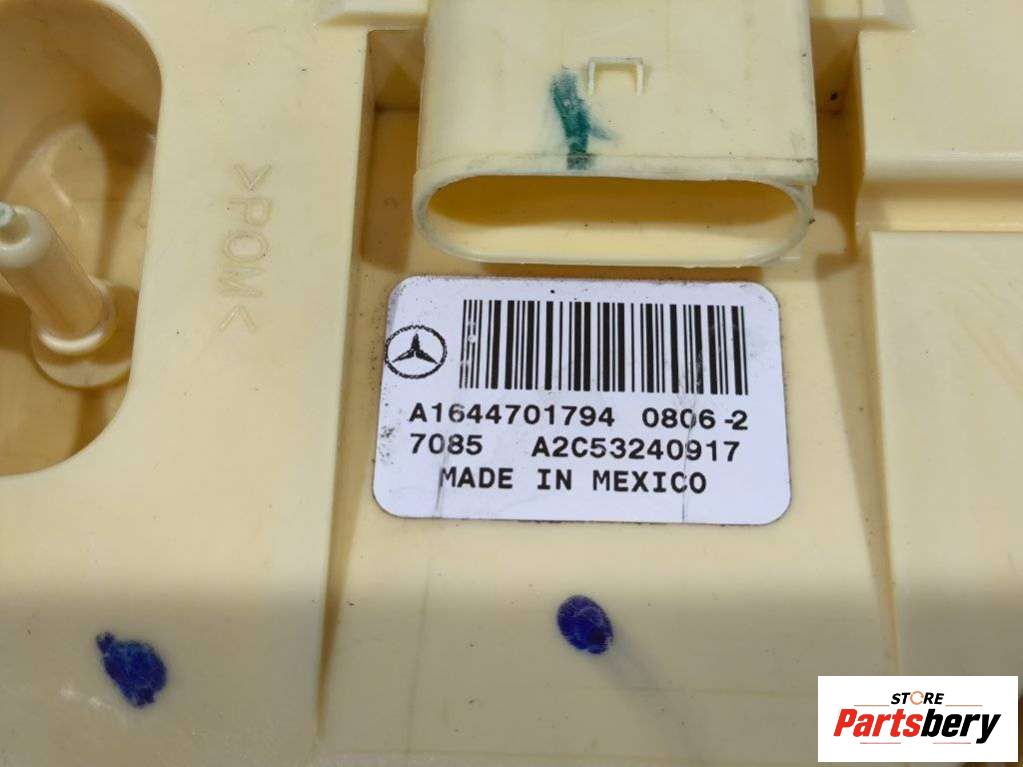 >POM<
A1644701794 0806-2
7085 A2C53240917
MADE IN MEXICO
STORE
Partsbery